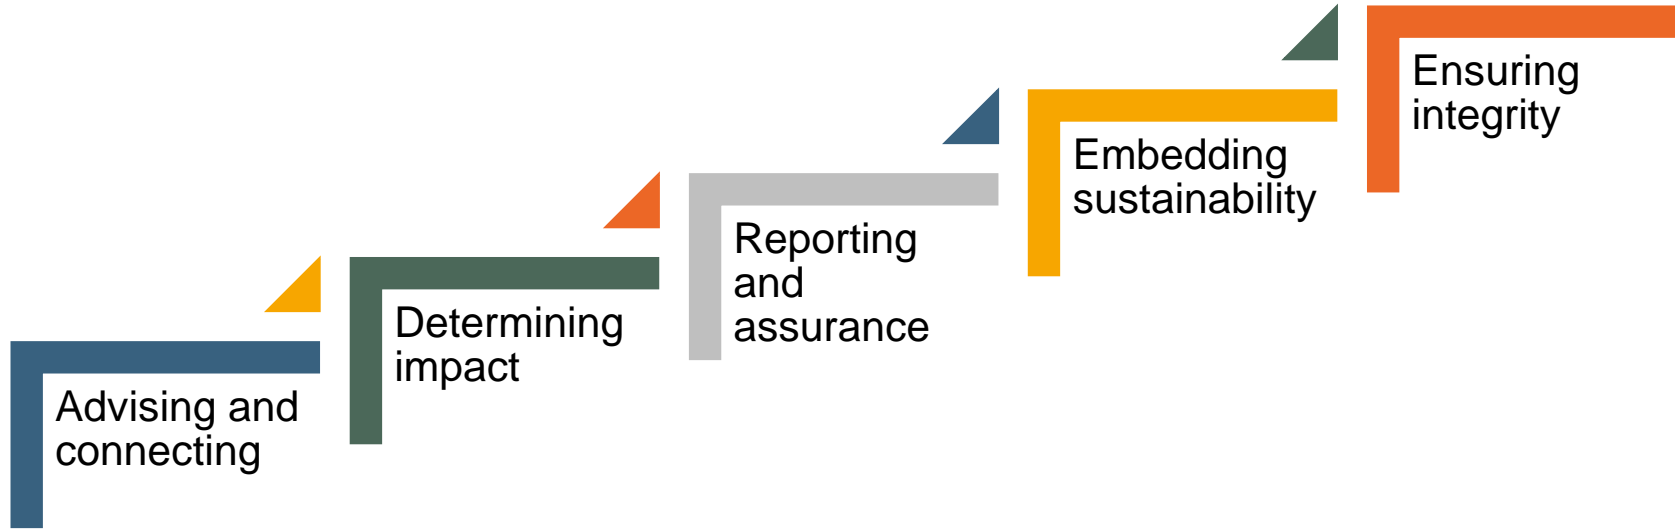 Advising and
connecting
Determining
impact
Reporting
and
assurance
Embedding
sustainability
Ensuring
integrity